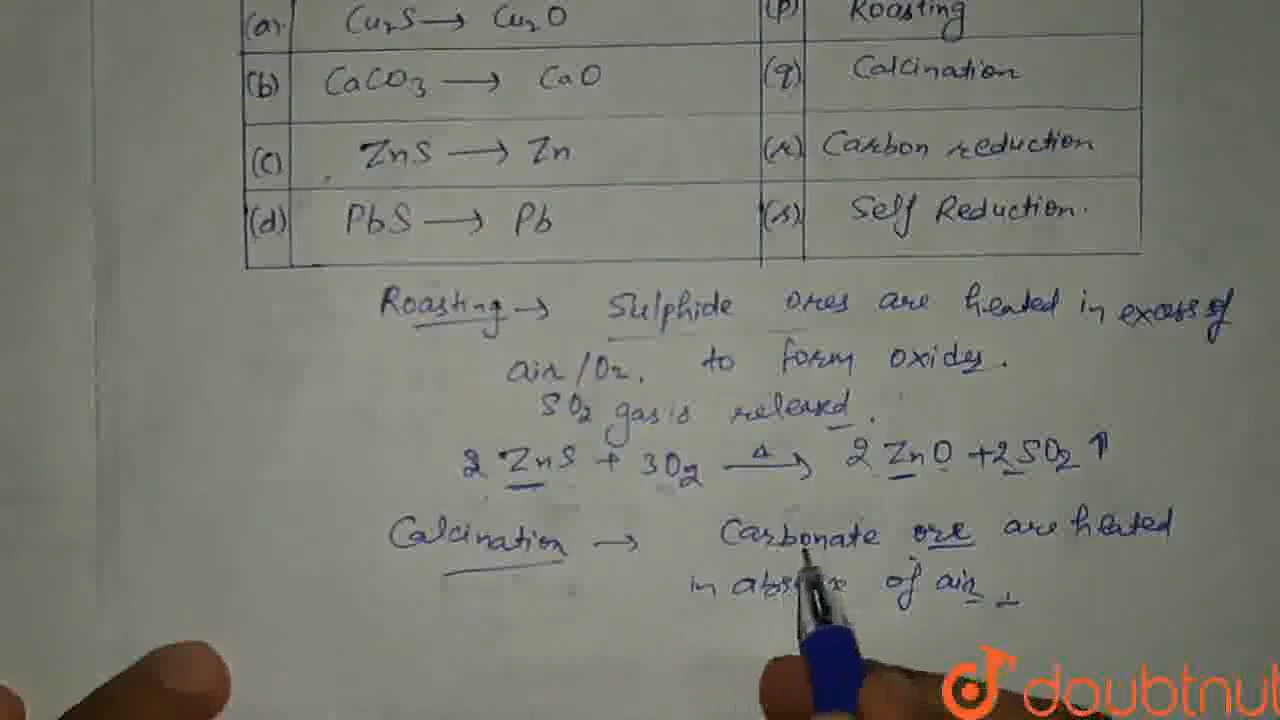 (a) Cu₂S → Cu₂O (p) Roasting
(b) CaCO₃ → CaO (q) Calcination
(c) ZnS → Zn (r) Carbon reduction
(d) PbS → Pb (s) Self Reduction.
Roasting → Sulphide ores are heated in excess of
air/O₂. to form oxides.
SO₂ gas is released.
2 ZnS + 3O₂ —Δ→ 2 ZnO + 2SO₂ ↑
Calcination → Carbonate ore are heated
in of air.
doubtnut